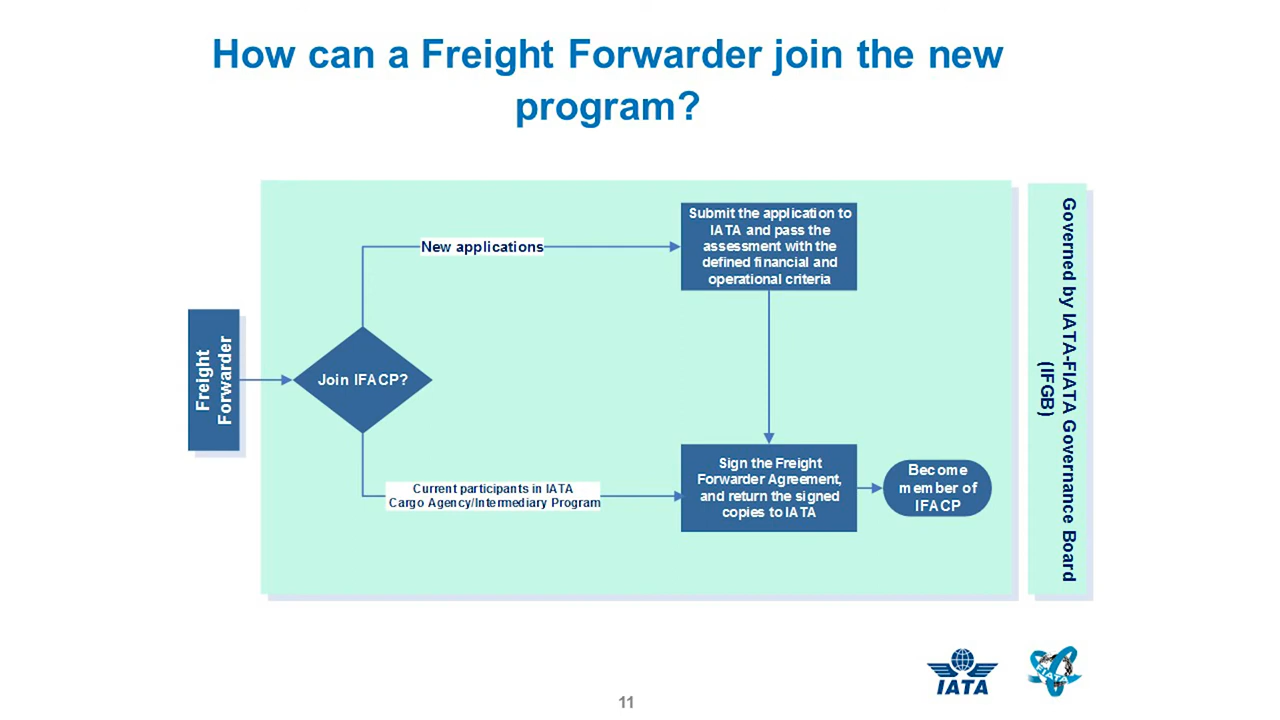 How can a Freight Forwarder join the new
program?
Freight
Forwarder
Join IFACP?
New applications
Submit the application to
IATA and pass the
assessment with the
defined financial and
operational criteria
Current participants in IATA
Cargo Agency/Intermediary Program
Sign the Freight
Forwarder Agreement,
and return the signed
copies to IATA
Become
member of
IFACP
Governed by IATA-FIATA Governance Board
(IFGB)
IATA
FIATA
11